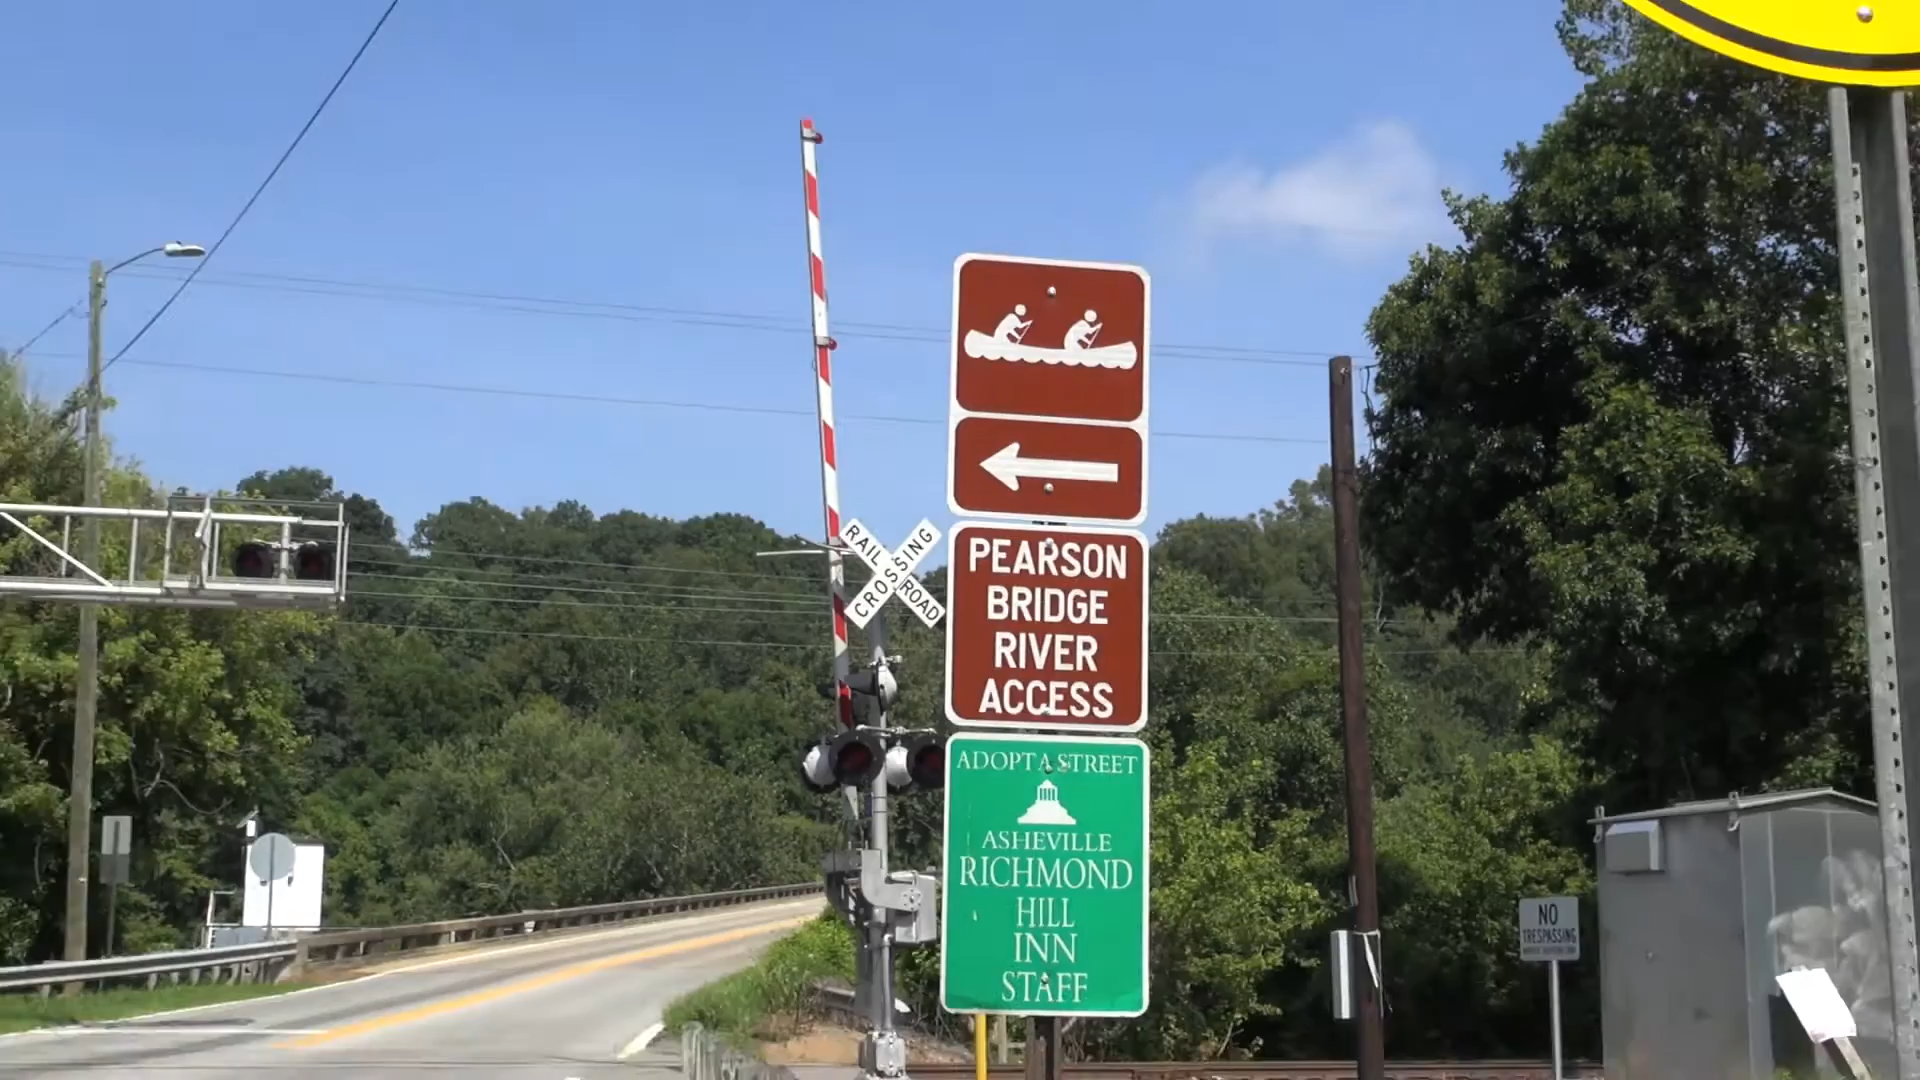 RAIL ROAD
CROSSING
PEARSON
BRIDGE
RIVER
ACCESS
ADOPT A STREET
ASHEVILLE
RICHMOND
HILL
INN
STAFF
NO
TRESPASSING